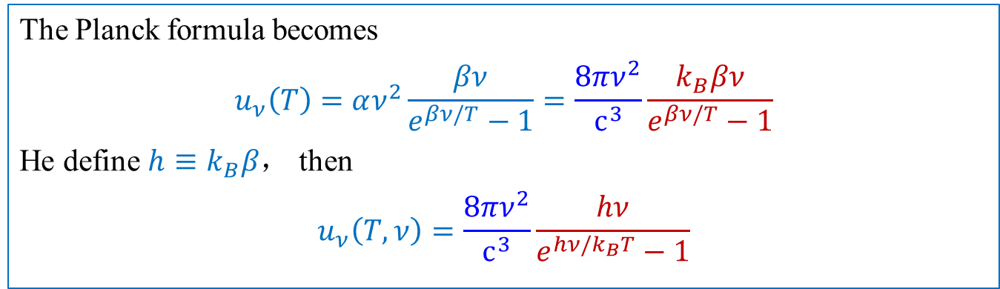 The Planck formula becomes
u_ν(T) = αν² βν/(e^{βν/T} − 1) = 8πν²/c³ k_Bβν/(e^{βν/T} − 1)
He define h ≡ k_Bβ， then
u_ν(T, ν) = 8πν²/c³ hν/(e^{hν/k_BT} − 1)